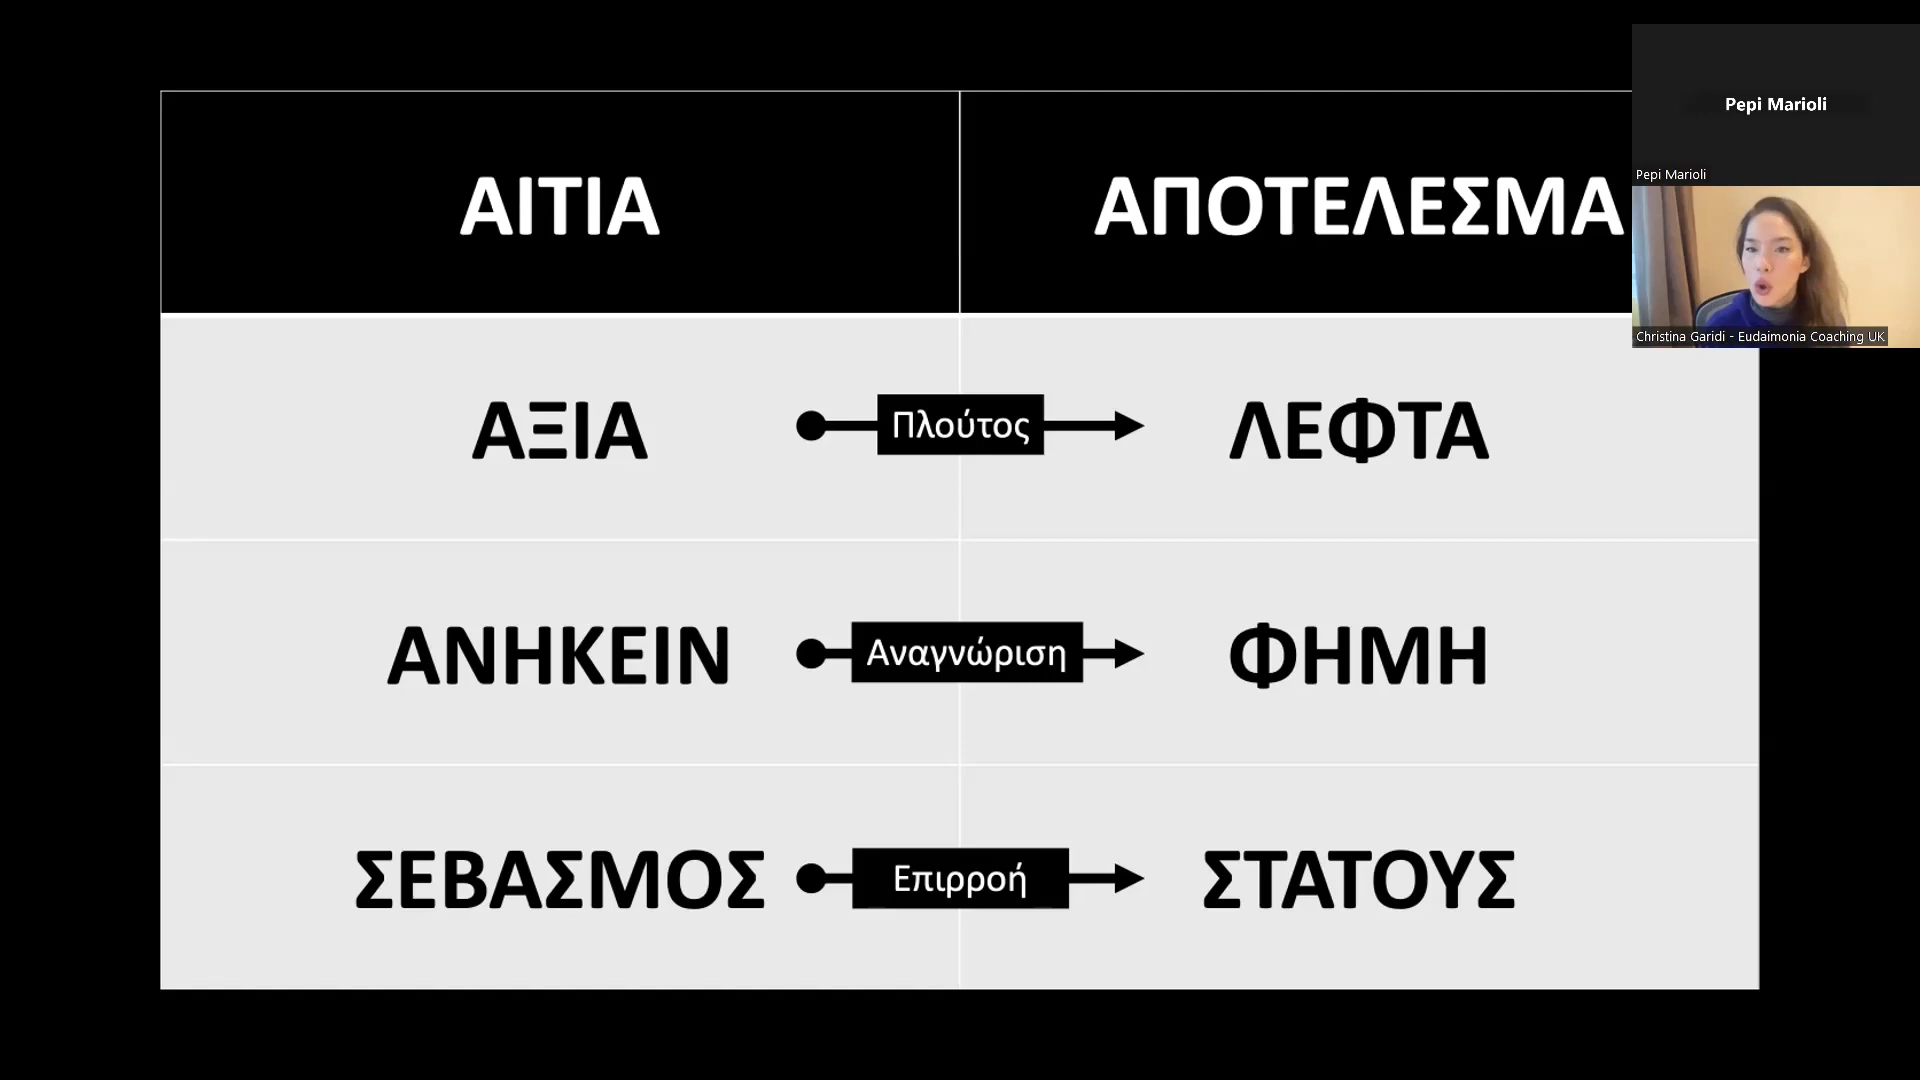 ΑΙΤΙΑ
ΑΠΟΤΕΛΕΣΜΑ
ΑΞΙΑ
Πλούτος
ΛΕΦΤΑ
ΑΝΗΚΕΙΝ
Αναγνώριση
ΦΗΜΗ
ΣΕΒΑΣΜΟΣ
Επιρροή
ΣΤΑΤΟΥΣ
Pepi Marioli
Pepi Marioli
Christina Garidi - Eudaimonia Coaching UK